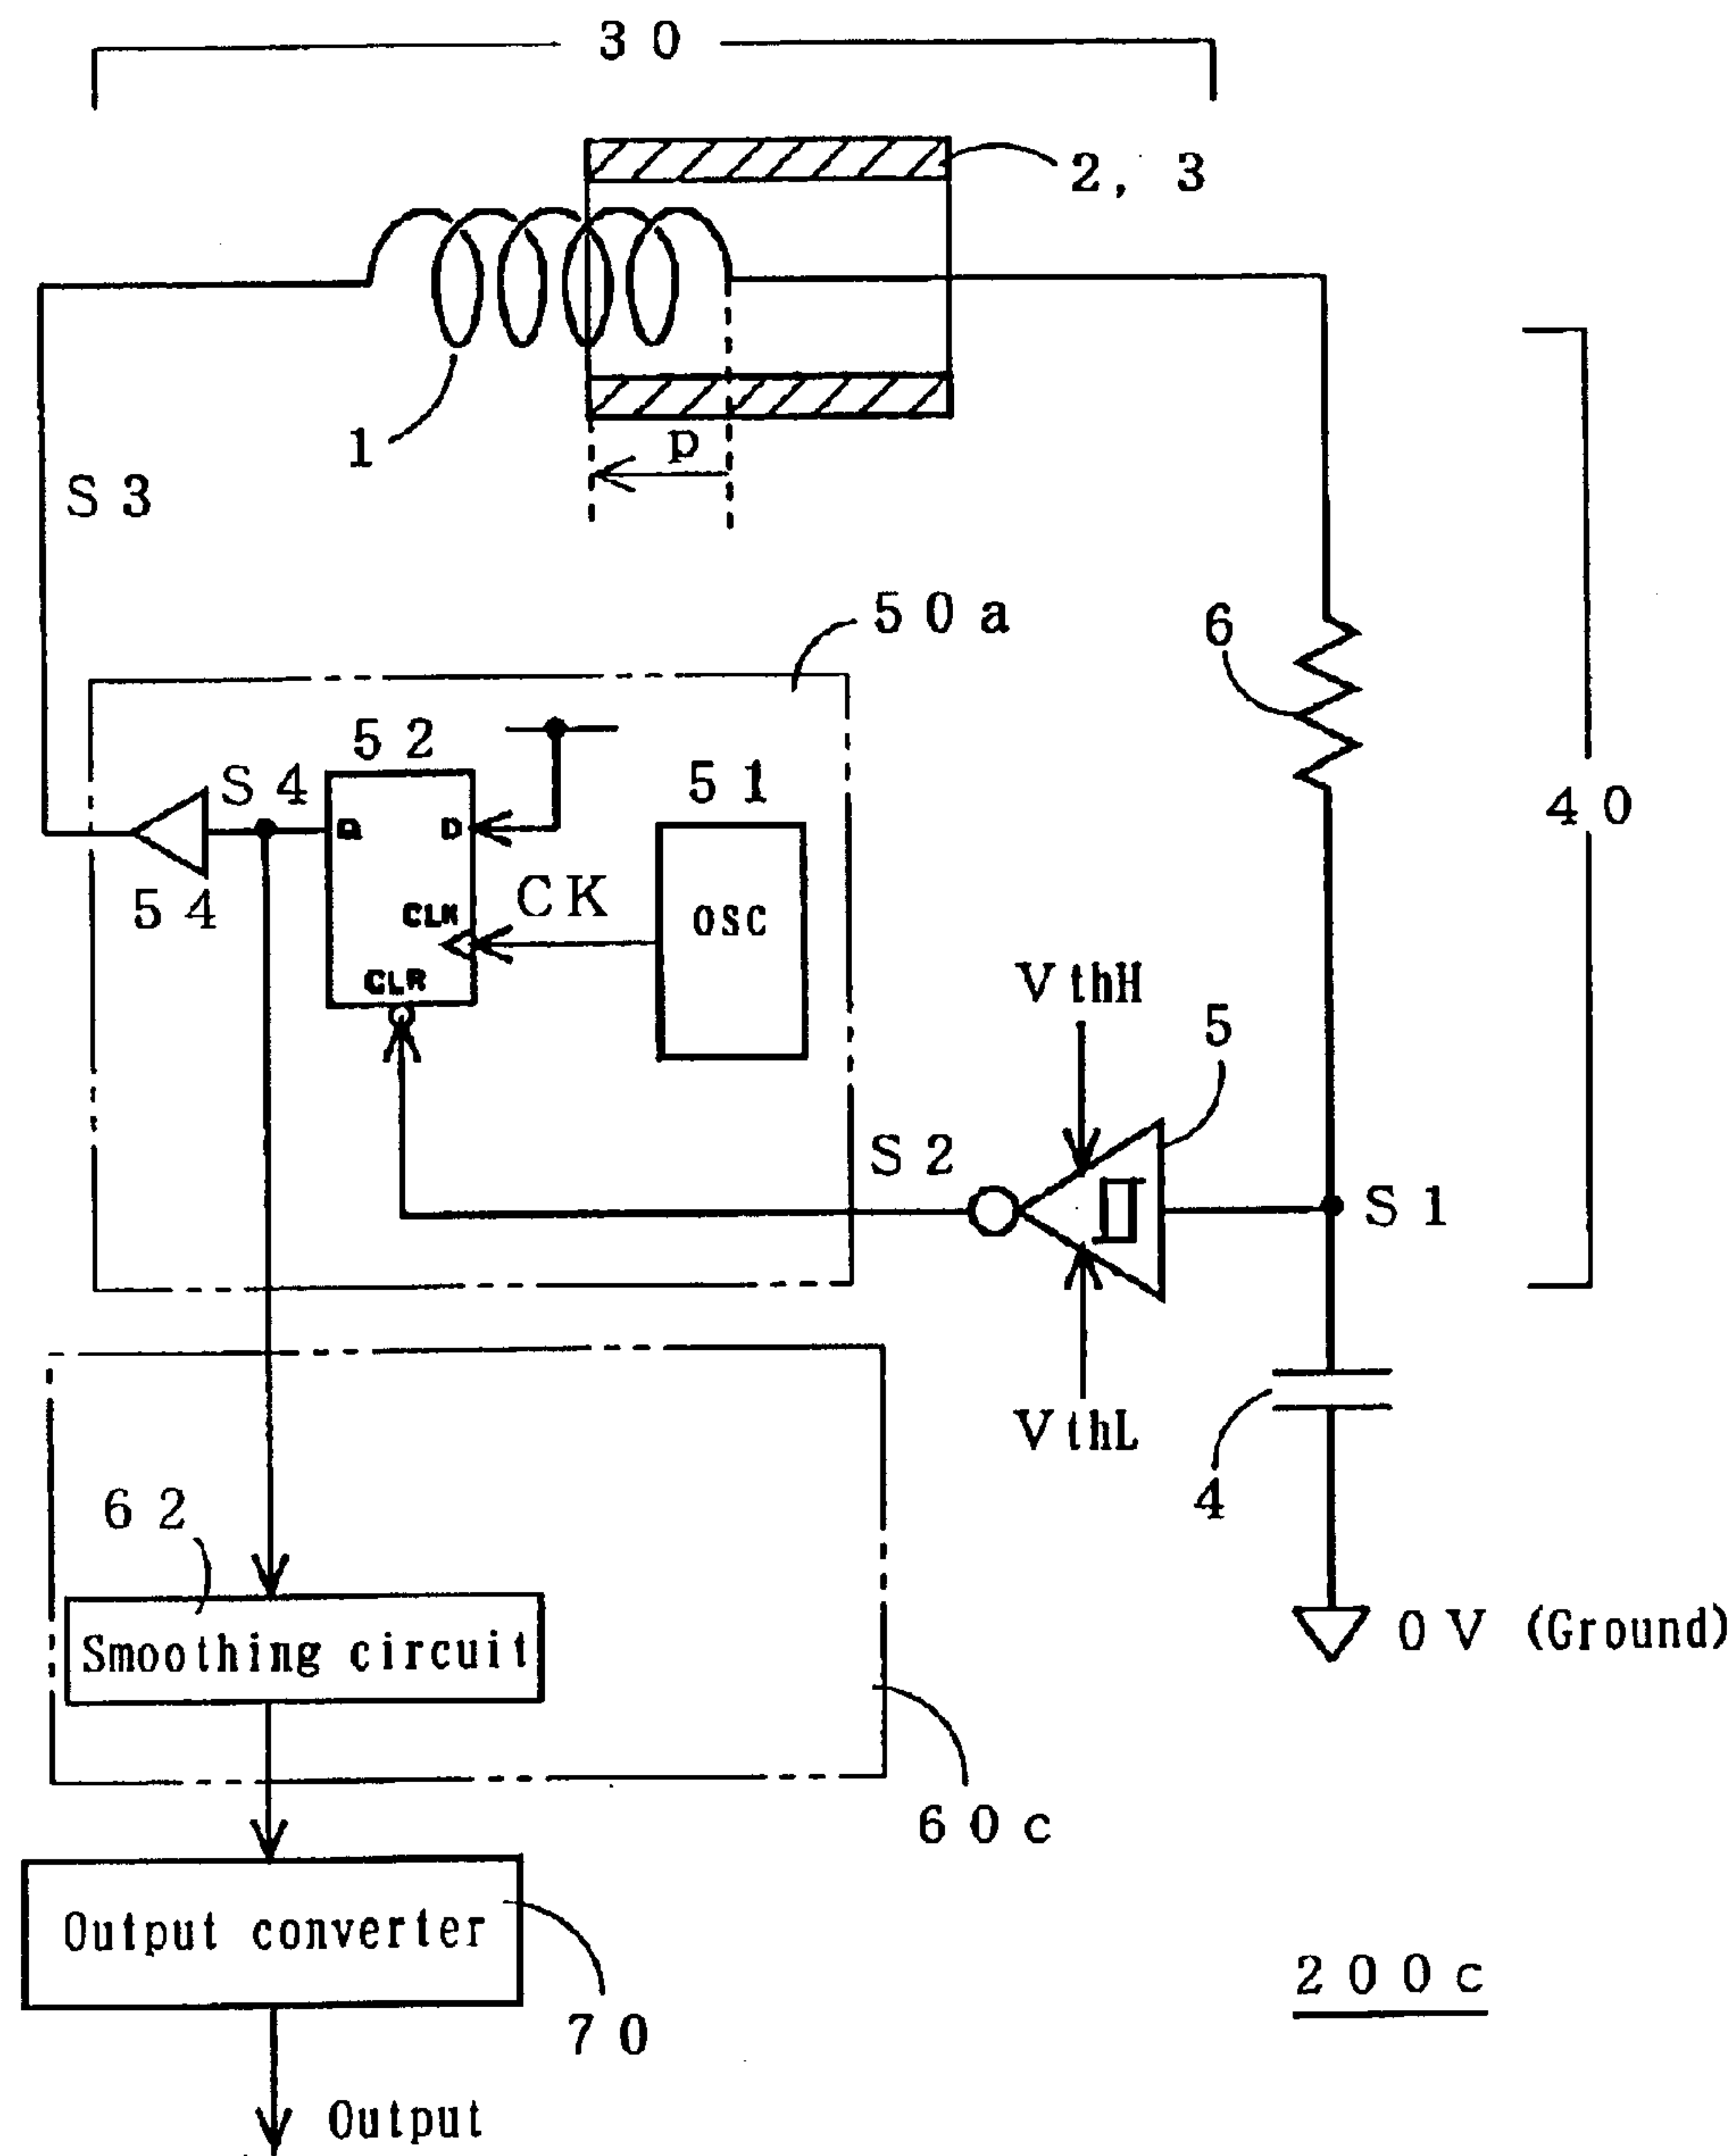 30
2, 3
1
p
S3
50a
6
52
51
S4
40
Q
D
54
CLK
CK
OSC
CLR
VthH
5
S2
S1
VthL
4
62
Smoothing circuit
0V (Ground)
60c
Output converter
70
200c
Output